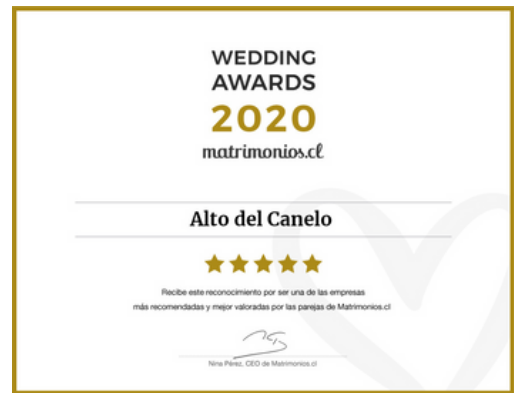 WEDDING
AWARDS
2020
matrimonios.cl
Alto del Canelo
Recibe este reconocimiento por ser una de las empresas
más recomendadas y mejor valoradas por las parejas de Matrimonios.cl
Nina Pérez, CEO de Matrimonios.cl